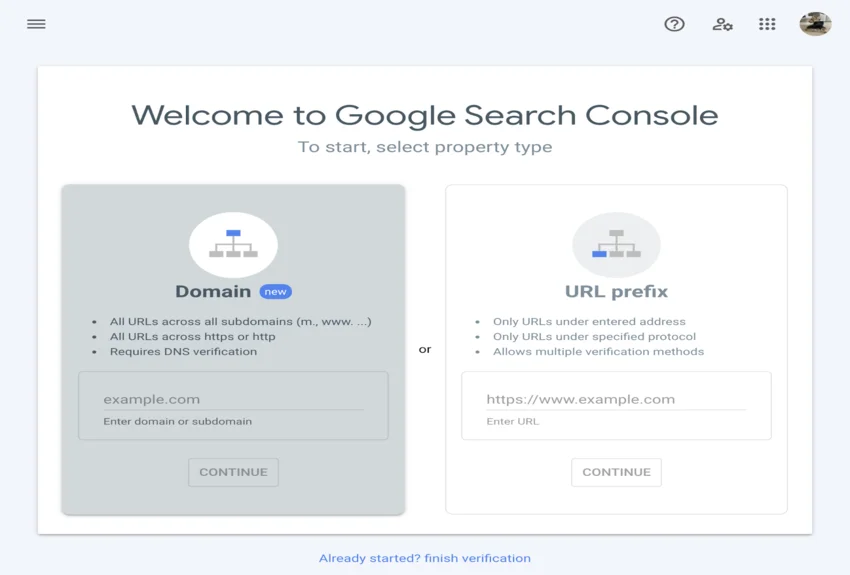 Welcome to Google Search Console
To start, select property type
Domain new
• All URLs across all subdomains (m., www. ...)
• All URLs across https or http
• Requires DNS verification
example.com
Enter domain or subdomain
CONTINUE
or
URL prefix
• Only URLs under entered address
• Only URLs under specified protocol
• Allows multiple verification methods
https://www.example.com
Enter URL
CONTINUE
Already started? finish verification